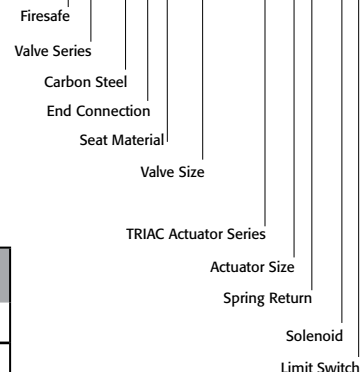 Firesafe
Valve Series
Carbon Steel
End Connection
Seat Material
Valve Size
TRIAC Actuator Series
Actuator Size
Spring Return
Solenoid
Limit Switch